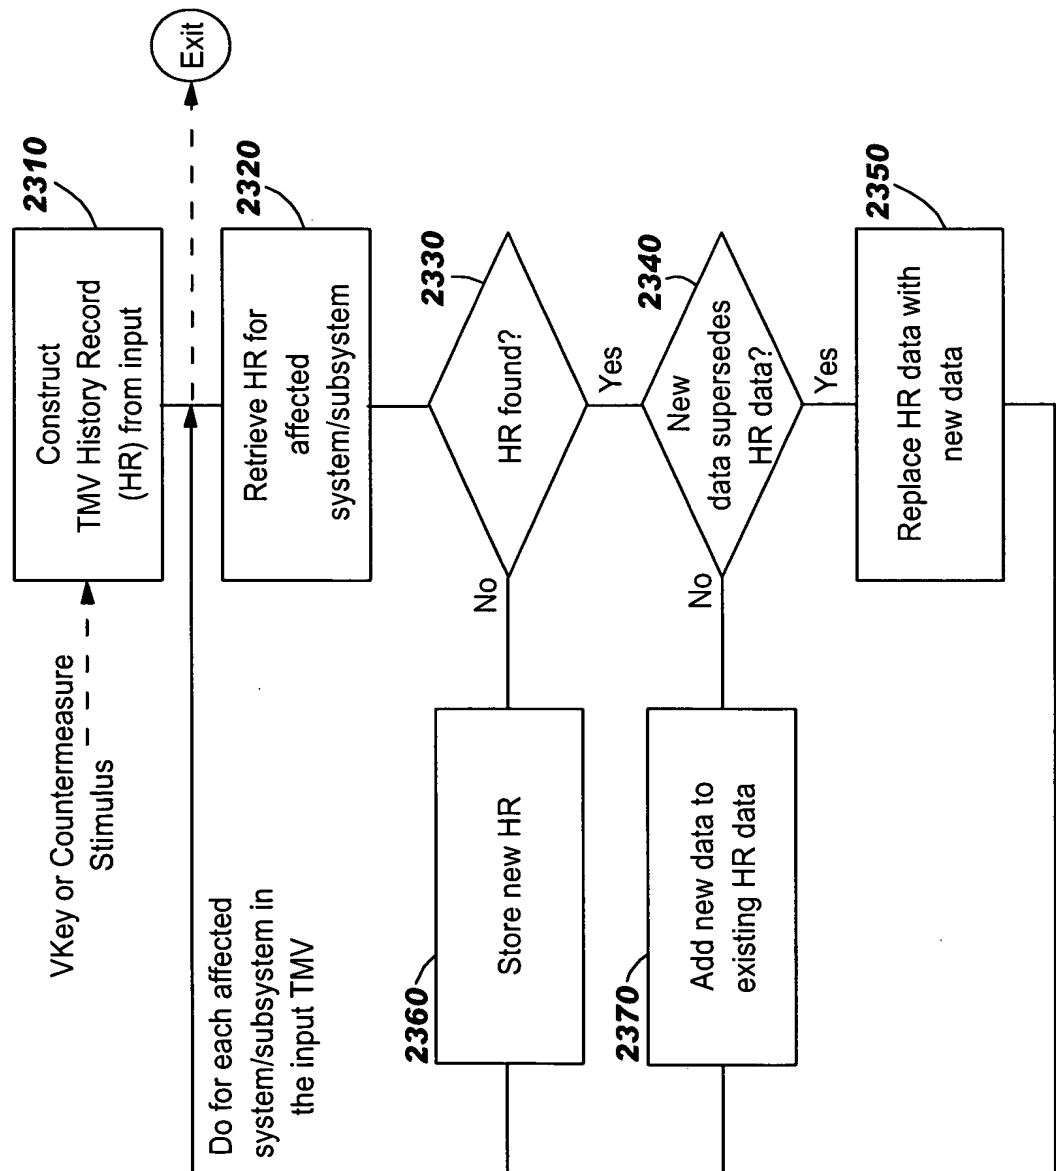 VKey or Countermeasure
Stimulus
2310
Construct
TMV History Record
(HR) from input
Exit
Do for each affected
system/subsystem in
the input TMV
2320
Retrieve HR for
affected
system/subsystem
2330
HR found?
No
Yes
2360
Store new HR
2340
New
data supersedes
HR data?
No
Yes
2370
Add new data to
existing HR data
2350
Replace HR data with
new data